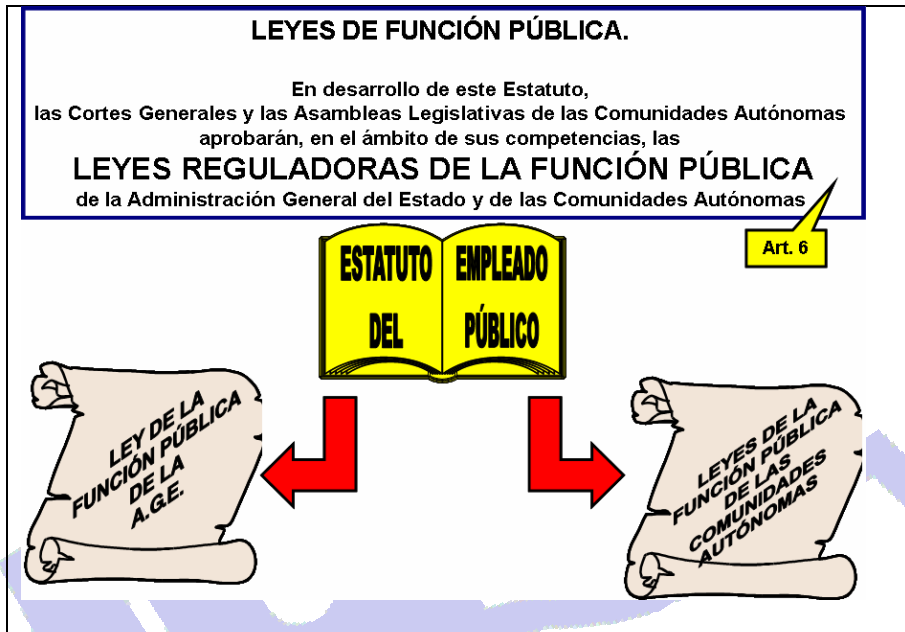 LEYES DE FUNCIÓN PÚBLICA.
En desarrollo de este Estatuto,
las Cortes Generales y las Asambleas Legislativas de las Comunidades Autónomas
aprobarán, en el ámbito de sus competencias, las
LEYES REGULADORAS DE LA FUNCIÓN PÚBLICA
de la Administración General del Estado y de las Comunidades Autónomas
Art. 6
ESTATUTO
DEL
EMPLEADO
PÚBLICO
LEY DE LA
FUNCIÓN PÚBLICA
DE LA
A.G.E.
LEYES DE LA
FUNCIÓN PÚBLICA
DE LAS
COMUNIDADES
AUTÓNOMAS